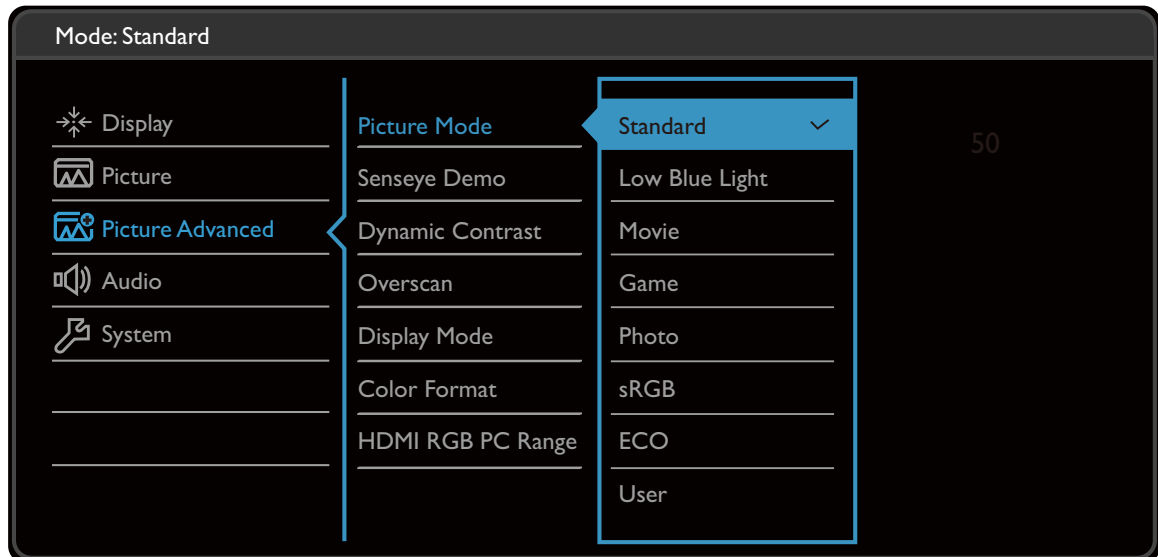 Mode: Standard
Display
Picture
Picture Advanced
Audio
System
Picture Mode
Senseye Demo
Dynamic Contrast
Overscan
Display Mode
Color Format
HDMI RGB PC Range
Standard
Low Blue Light
Movie
Game
Photo
sRGB
ECO
User
50